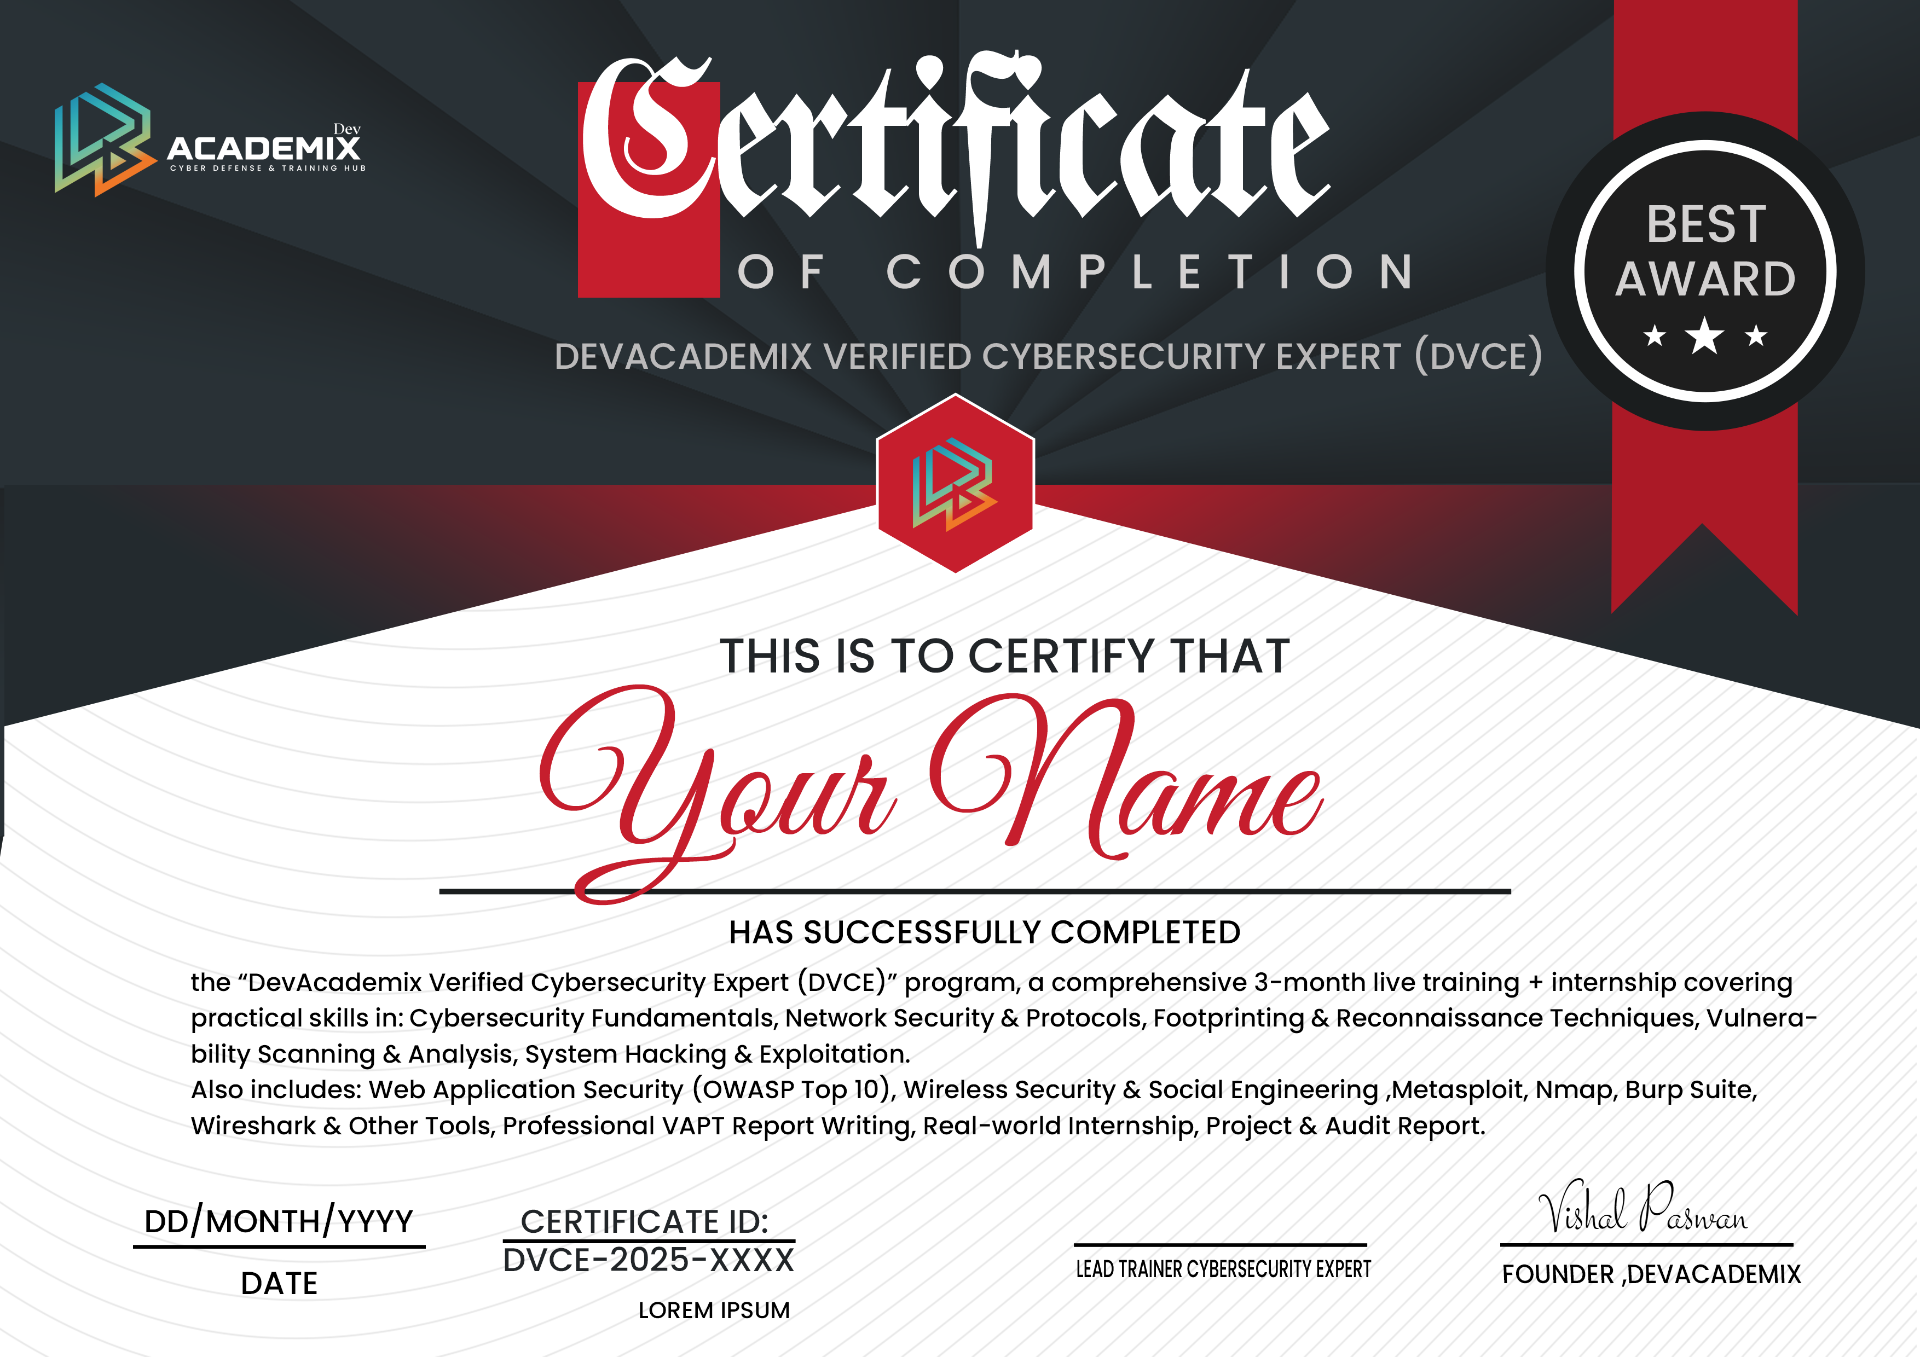 Dev
ACADEMIX
CYBER DEFENSE & TRAINING HUB
Certificate
OF COMPLETION
DEVACADEMIX VERIFIED CYBERSECURITY EXPERT (DVCE)
BEST
AWARD
THIS IS TO CERTIFY THAT
Your Name
HAS SUCCESSFULLY COMPLETED
the “DevAcademix Verified Cybersecurity Expert (DVCE)” program, a comprehensive 3-month live training + internship covering
practical skills in: Cybersecurity Fundamentals, Network Security & Protocols, Footprinting & Reconnaissance Techniques, Vulnera-
bility Scanning & Analysis, System Hacking & Exploitation.
Also includes: Web Application Security (OWASP Top 10), Wireless Security & Social Engineering ,Metasploit, Nmap, Burp Suite,
Wireshark & Other Tools, Professional VAPT Report Writing, Real-world Internship, Project & Audit Report.
DD/MONTH/YYYY
DATE
CERTIFICATE ID:
DVCE-2025-XXXX
LOREM IPSUM
LEAD TRAINER CYBERSECURITY EXPERT
Vishal Paswan
FOUNDER ,DEVACADEMIX